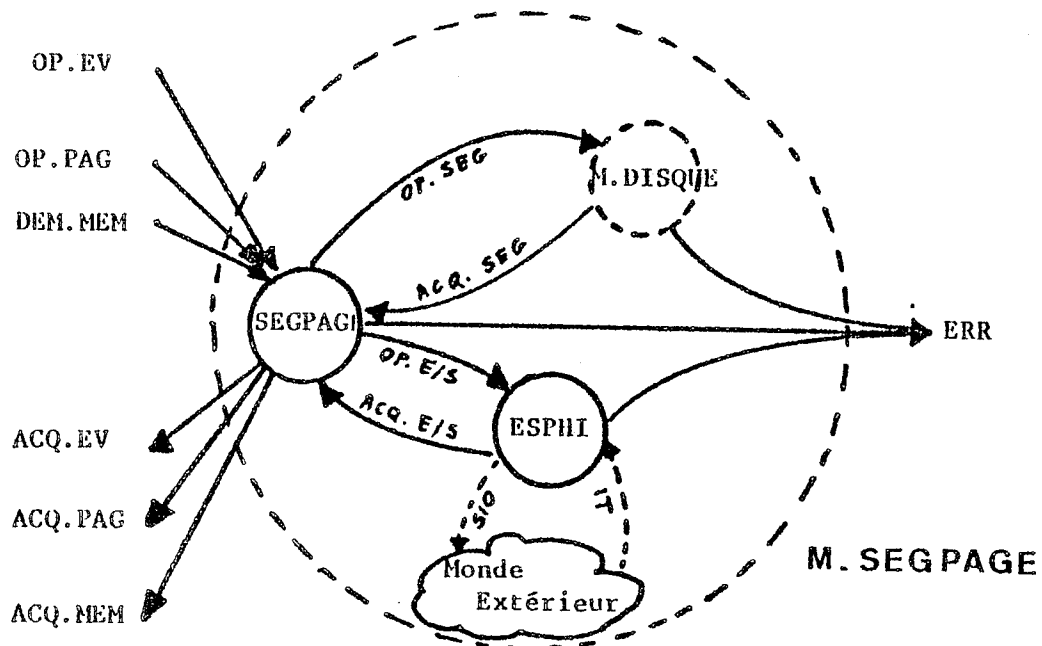 OP.EV
OP.PAG
DEM.MEM
OP. SEG
M.DISQUE
ACQ. SEG
SEGPAG
ERR
OP. E/S
ACQ. E/S
ESPHI
ACQ.EV
ACQ.PAG
ACQ.MEM
SIO
IT
Monde
Extérieur
M. SEGPAGE